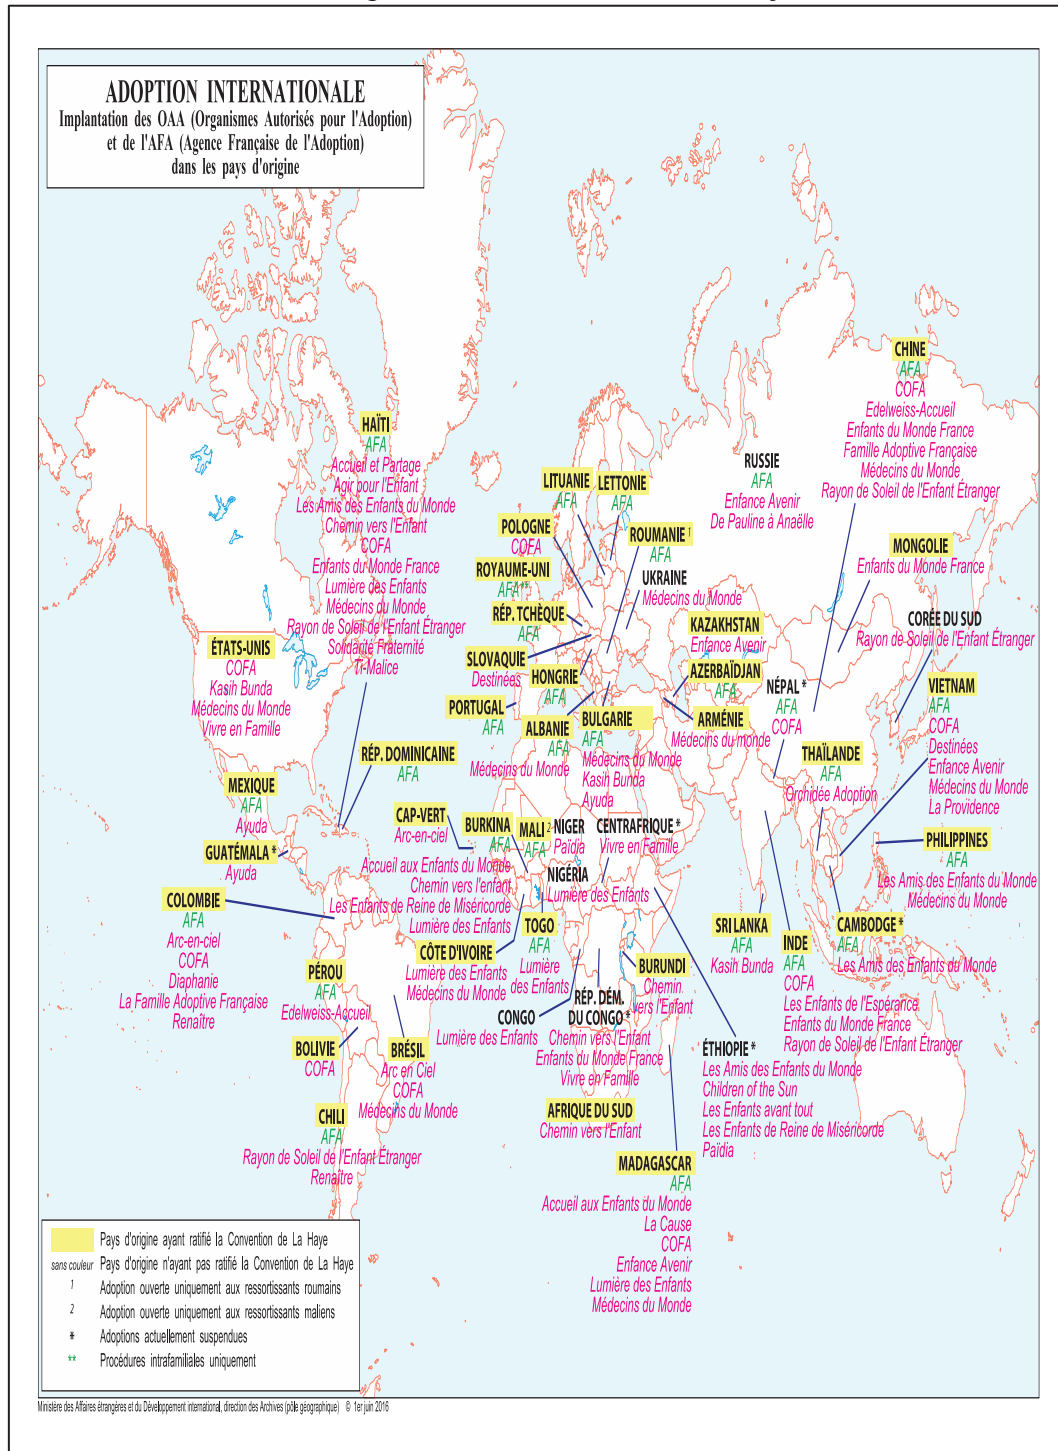 ADOPTION INTERNATIONALE
Implantation des OAA (Organismes Autorisés pour l'Adoption)
et de l'AFA (Agence Française de l'Adoption)
dans les pays d'origine
CHINE
AFA
COFA
Edelweiss-Accueil
Enfants du Monde France
Famille Adoptive Française
Médecins du Monde
Rayon de Soleil de l'Enfant Étranger
HAÏTI
AFA
Accueil et Partage
Agir pour l'Enfant
Les Amis des Enfants du Monde
Chemin vers l'Enfant
COFA
Enfants du Monde France
Lumière des Enfants
Médecins du Monde
Rayon de Soleil de l'Enfant Étranger
Solidarité Fraternité
Ti-Malice
RUSSIE
AFA
Enfance Avenir
De Pauline à Anaëlle
LITUANIE
AFA
LETTONIE
AFA
POLOGNE
COFA
ROUMANIE 1
AFA
MONGOLIE
Enfants du Monde France
ROYAUME-UNI
AFA**
UKRAINE
Médecins du Monde
RÉP. TCHÈQUE
AFA
KAZAKHSTAN
Enfance Avenir
CORÉE DU SUD
Rayon de Soleil de l'Enfant Étranger
ÉTATS-UNIS
COFA
Kasih Bunda
Médecins du Monde
Vivre en Famille
SLOVAQUIE
Destinées
HONGRIE
AFA
AZERBAÏDJAN
AFA
NÉPAL *
AFA
COFA
VIETNAM
AFA
COFA
Destinées
Enfance Avenir
Médecins du Monde
La Providence
PORTUGAL
AFA
ALBANIE
AFA
Médecins du Monde
BULGARIE
AFA
Médecins du Monde
Kasih Bunda
Ayuda
ARMÉNIE
Médecins du monde
RÉP. DOMINICAINE
AFA
THAÏLANDE
AFA
Orchidée Adoption
MEXIQUE
AFA
Ayuda
CAP-VERT
Arc-en-ciel
BURKINA
AFA
Accueil aux Enfants du Monde
Chemin vers l'enfant
Les Enfants de Reine de Miséricorde
Lumière des Enfants
MALI 2
AFA
NIGER
Païdia
CENTRAFRIQUE *
Vivre en Famille
PHILIPPINES
AFA
Les Amis des Enfants du Monde
Médecins du Monde
GUATÉMALA *
Ayuda
NIGÉRIA
Lumière des Enfants
COLOMBIE
AFA
Arc-en-ciel
COFA
Diaphanie
La Famille Adoptive Française
Renaître
TOGO
AFA
Lumière
des Enfants
SRI LANKA
AFA
Kasih Bunda
INDE
AFA
COFA
Les Enfants de l'Espérance
Enfants du Monde France
Rayon de Soleil de l'Enfant Étranger
CAMBODGE *
AFA
Les Amis des Enfants du Monde
CÔTE D'IVOIRE
Lumière des Enfants
Médecins du Monde
PÉROU
AFA
Edelweiss-Accueil
BURUNDI
Chemin
vers l'Enfant
CONGO
Lumière des Enfants
RÉP. DÉM.
DU CONGO *
Chemin vers l'Enfant
Enfants du Monde France
Vivre en Famille
BOLIVIE
COFA
BRÉSIL
Arc en Ciel
COFA
Médecins du Monde
ÉTHIOPIE *
Les Amis des Enfants du Monde
Children of the Sun
Les Enfants avant tout
Les Enfants de Reine de Miséricorde
Païdia
CHILI
AFA
Rayon de Soleil de l'Enfant Étranger
Renaître
AFRIQUE DU SUD
Chemin vers l'Enfant
MADAGASCAR
AFA
Accueil aux Enfants du Monde
La Cause
COFA
Enfance Avenir
Lumière des Enfants
Médecins du Monde
Pays d'origine ayant ratifié la Convention de La Haye
sans couleur Pays d'origine n'ayant pas ratifié la Convention de La Haye
1 Adoption ouverte uniquement aux ressortissants roumains
2 Adoption ouverte uniquement aux ressortissants maliens
* Adoptions actuellement suspendues
** Procédures intrafamiliales uniquement
Ministère des Affaires étrangères et du Développement international, direction des Archives (pôle géographique) © 1er juin 2016